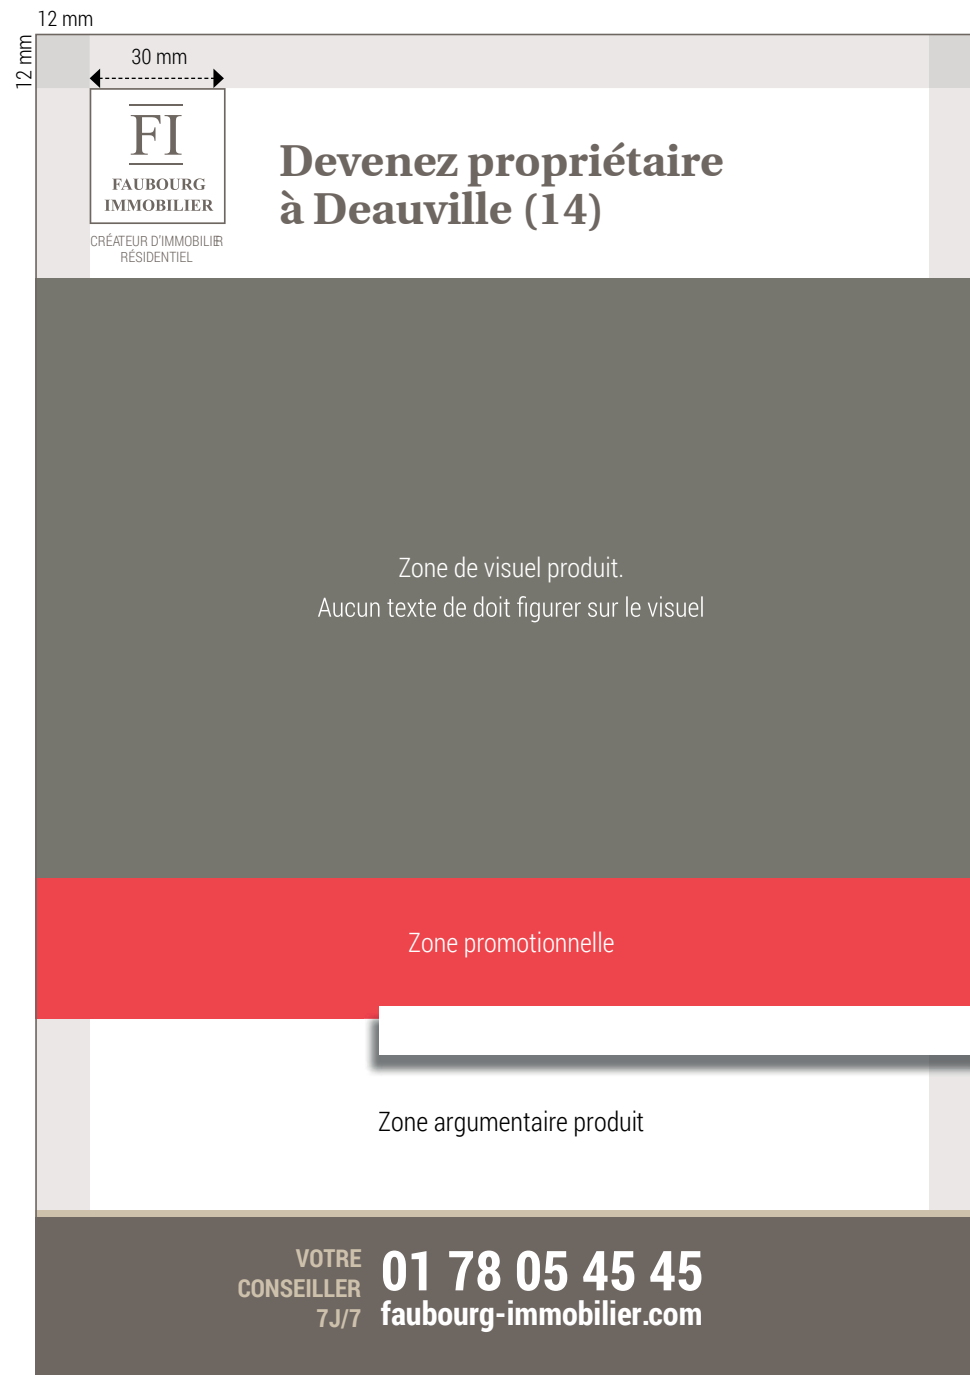 12 mm
12 mm
30 mm
FI
FAUBOURG
IMMOBILIER
CRÉATEUR D'IMMOBILIER
RÉSIDENTIEL
Devenez propriétaire
à Deauville (14)
Zone de visuel produit.
Aucun texte de doit figurer sur le visuel
Zone promotionnelle
Zone argumentaire produit
VOTRE
CONSEILLER
7J/7
01 78 05 45 45
faubourg-immobilier.com